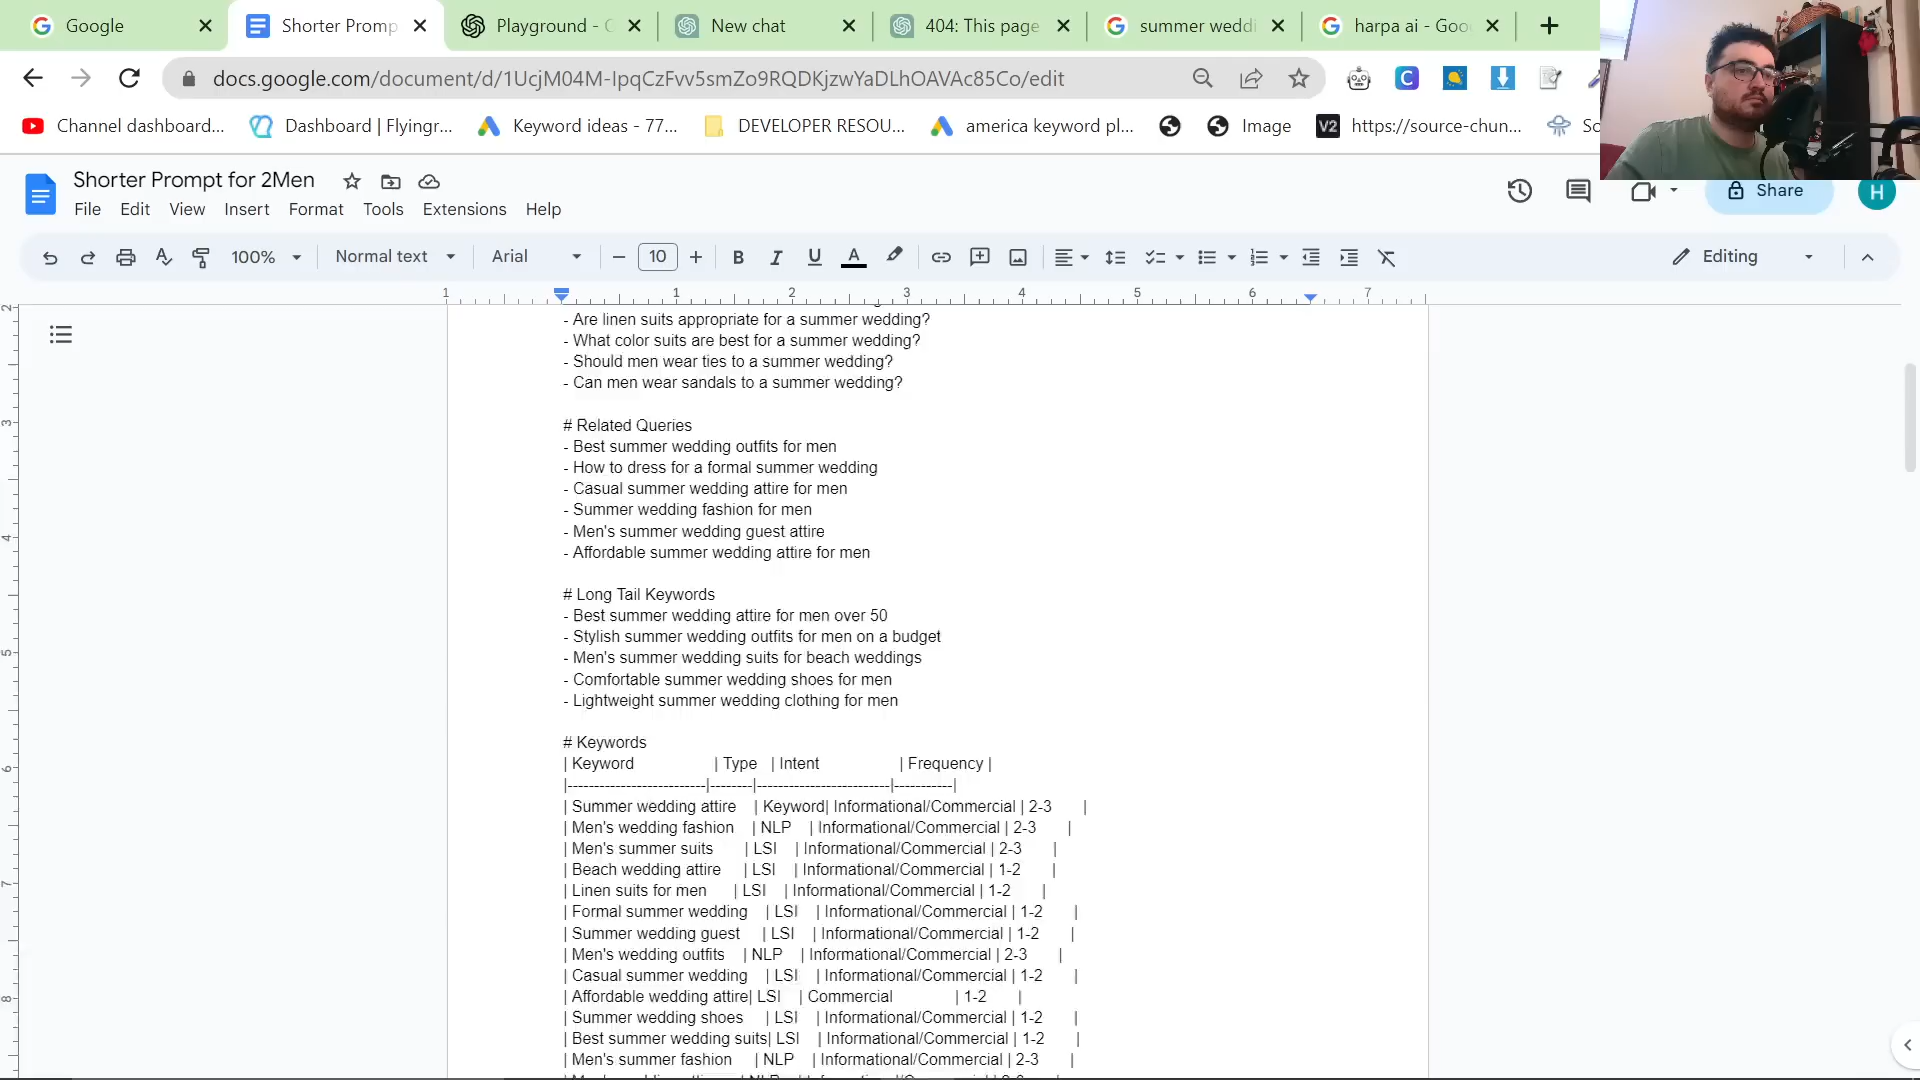 Google
Shorter Promp
Playground - C
New chat
404: This page
summer weddi
harpa ai - Goo
docs.google.com/document/d/1UcjM04M-IpqCzFvv5smZo9RQDKjzwYaDLhOAVAc85Co/edit
Channel dashboard...
Dashboard | Flyingr...
Keyword ideas - 77...
DEVELOPER RESOU...
america keyword pl...
Image
V2
https://source-chun...
Sc
Shorter Prompt for 2Men
Share
H
File Edit View Insert Format Tools Extensions Help
100% Normal text Arial 10 B I U A Editing
1 1 2 3 4 5 6 7
- Are linen suits appropriate for a summer wedding?
- What color suits are best for a summer wedding?
- Should men wear ties to a summer wedding?
- Can men wear sandals to a summer wedding?
# Related Queries
- Best summer wedding outfits for men
- How to dress for a formal summer wedding
- Casual summer wedding attire for men
- Summer wedding fashion for men
- Men's summer wedding guest attire
- Affordable summer wedding attire for men
# Long Tail Keywords
- Best summer wedding attire for men over 50
- Stylish summer wedding outfits for men on a budget
- Men's summer wedding suits for beach weddings
- Comfortable summer wedding shoes for men
- Lightweight summer wedding clothing for men
# Keywords
| Keyword | Type | Intent | Frequency |
|--------------------------|--------|-------------------------|-----------|
| Summer wedding attire | Keyword| Informational/Commercial | 2-3 |
| Men's wedding fashion | NLP | Informational/Commercial | 2-3 |
| Men's summer suits | LSI | Informational/Commercial | 2-3 |
| Beach wedding attire | LSI | Informational/Commercial | 1-2 |
| Linen suits for men | LSI | Informational/Commercial | 1-2 |
| Formal summer wedding | LSI | Informational/Commercial | 1-2 |
| Summer wedding guest | LSI | Informational/Commercial | 1-2 |
| Men's wedding outfits | NLP | Informational/Commercial | 2-3 |
| Casual summer wedding | LSI | Informational/Commercial | 1-2 |
| Affordable wedding attire| LSI | Commercial | 1-2 |
| Summer wedding shoes | LSI | Informational/Commercial | 1-2 |
| Best summer wedding suits| LSI | Informational/Commercial | 1-2 |
| Men's summer fashion | NLP | Informational/Commercial | 2-3 |